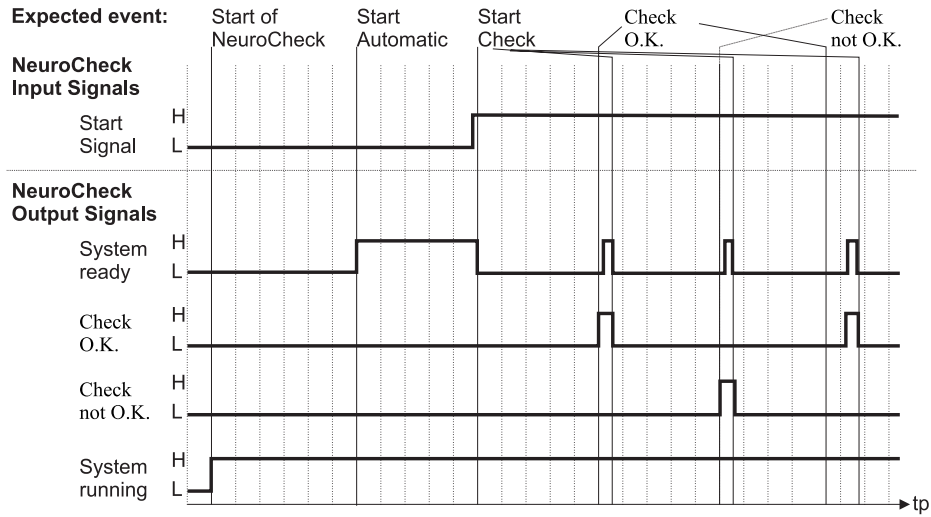 Expected event:
Start of
NeuroCheck
Start
Automatic
Start
Check
Check
O.K.
Check
not O.K.
NeuroCheck
Input Signals
Start
Signal
H
L
NeuroCheck
Output Signals
System
ready
H
L
Check
O.K.
H
L
Check
not O.K.
H
L
System
running
H
L
tp